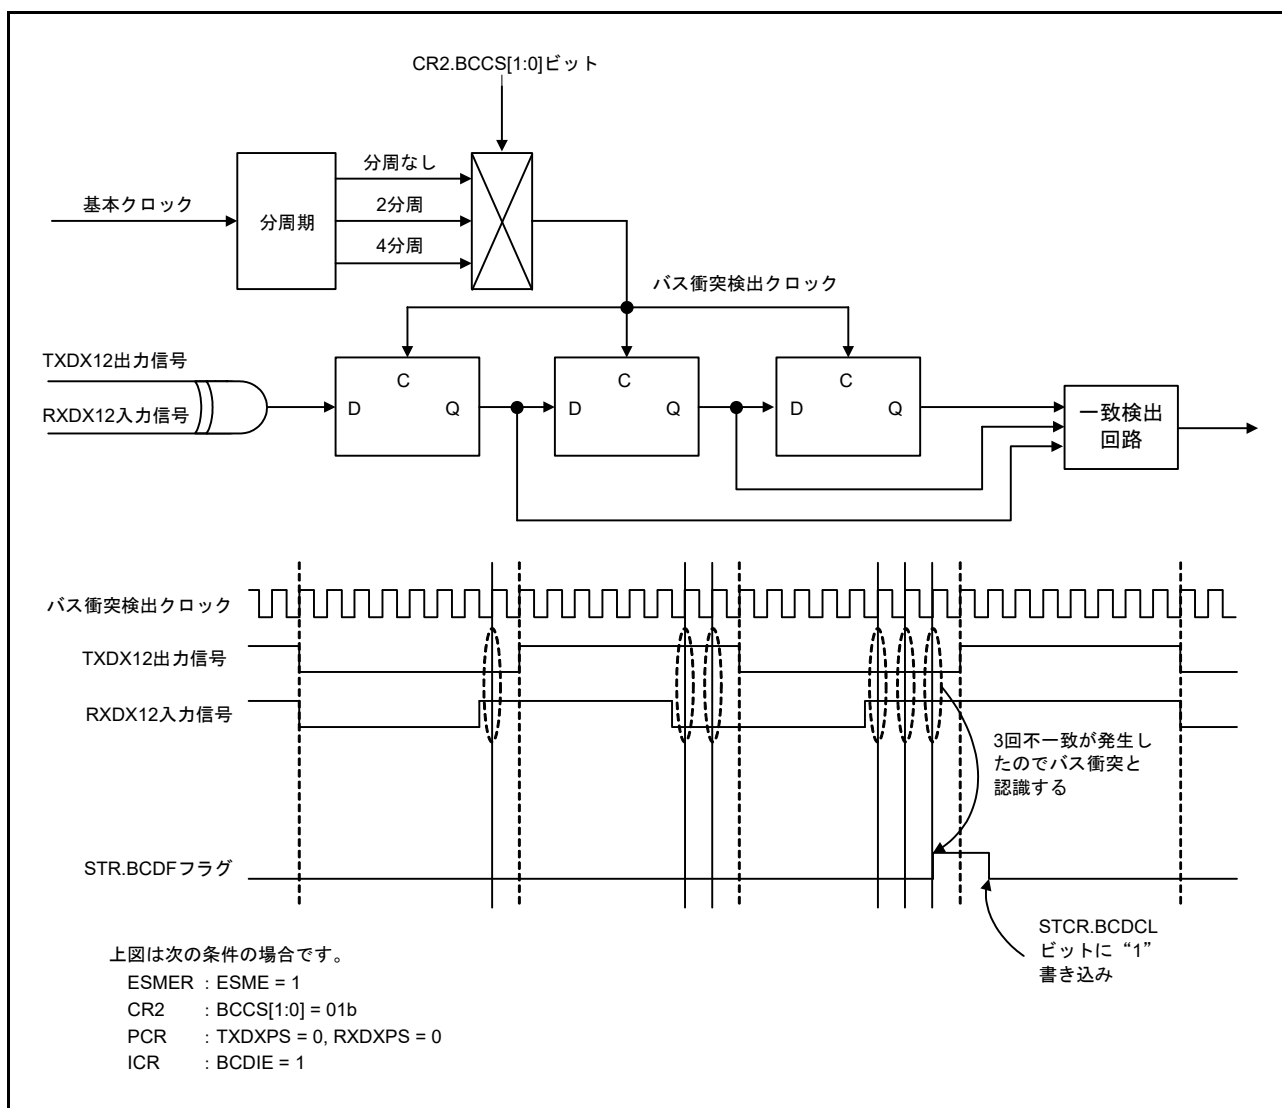 CR2.BCCS[1:0]ビット
分周なし
基本クロック
分周期
2分周
4分周
バス衝突検出クロック
TXDX12出力信号
RXDX12入力信号
C
D
Q
C
D
Q
C
D
Q
一致検出
回路
バス衝突検出クロック
TXDX12出力信号
RXDX12入力信号
3回不一致が発生し
たのでバス衝突と
認識する
STR.BCDFフラグ
STCR.BCDCL
ビットに“1”
書き込み
上図は次の条件の場合です。
ESMER : ESME = 1
CR2 : BCCS[1:0] = 01b
PCR : TXDXPS = 0, RXDXPS = 0
ICR : BCDIE = 1